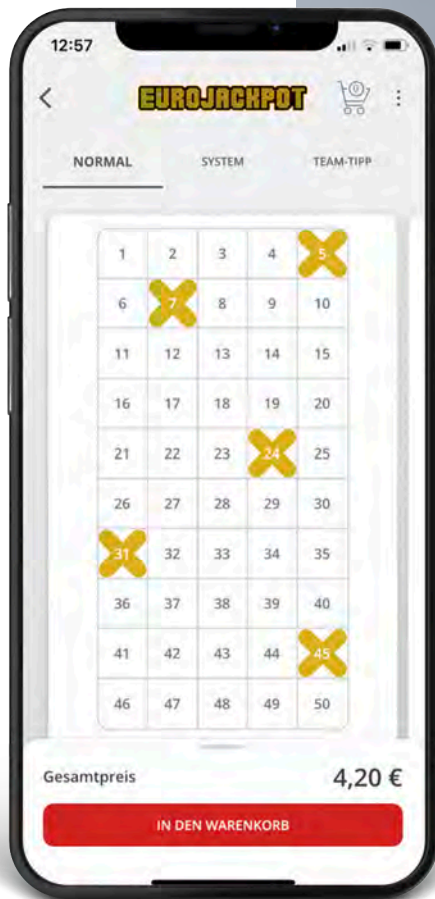 12:57
EUROJACKPOT 0
NORMAL SYSTEM TEAM-TIPP
1 2 3 4 5
6 7 8 9 10
11 12 13 14 15
16 17 18 19 20
21 22 23 24 25
26 27 28 29 30
31 32 33 34 35
36 37 38 39 40
41 42 43 44 45
46 47 48 49 50
Gesamtpreis 4,20 €
IN DEN WARENKORB